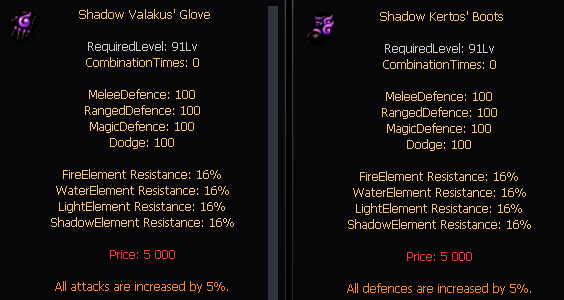 Shadow Valakus' Glove
RequiredLevel: 91Lv
CombinationTimes: 0
MeleeDefence: 100
RangedDefence: 100
MagicDefence: 100
Dodge: 100
FireElement Resistance: 16%
WaterElement Resistance: 16%
LightElement Resistance: 16%
ShadowElement Resistance: 16%
Price: 5 000
All attacks are increased by 5%.
Shadow Kertos' Boots
RequiredLevel: 91Lv
CombinationTimes: 0
MeleeDefence: 100
RangedDefence: 100
MagicDefence: 100
Dodge: 100
FireElement Resistance: 16%
WaterElement Resistance: 16%
LightElement Resistance: 16%
ShadowElement Resistance: 16%
Price: 5 000
All defences are increased by 5%.